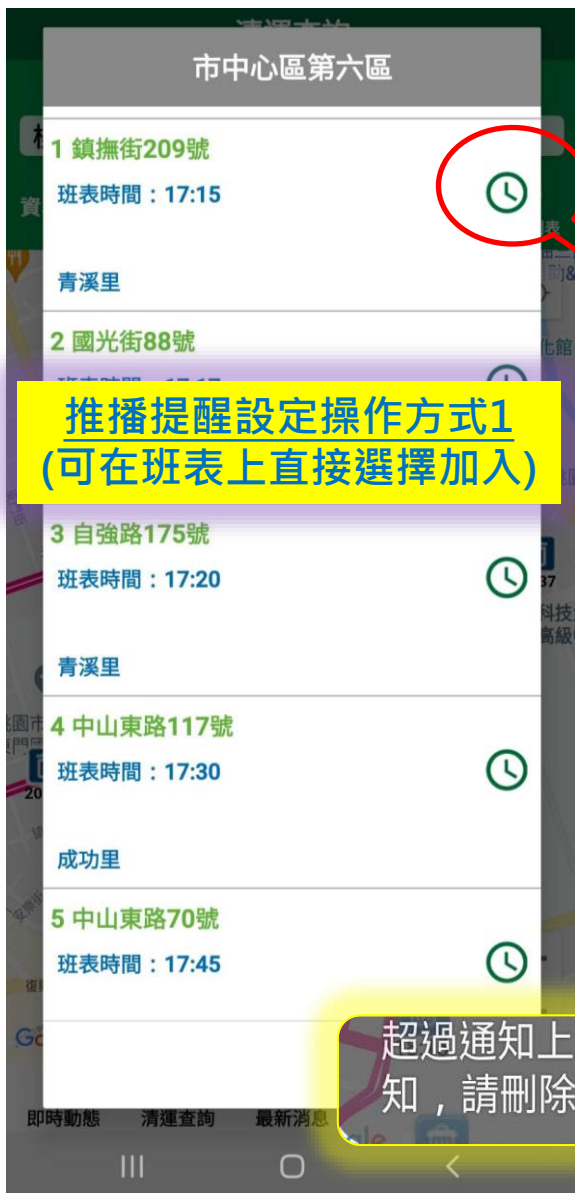 市中心區第六區
1 鎮撫街209號
班表時間：17:15
青溪里
2 國光街88號
推播提醒設定操作方式1
(可在班表上直接選擇加入)
3 自強路175號
班表時間：17:20
青溪里
4 中山東路117號
班表時間：17:30
成功里
5 中山東路70號
班表時間：17:45
超過通知上
知，請刪除
即時動態 清運查詢 最新消息